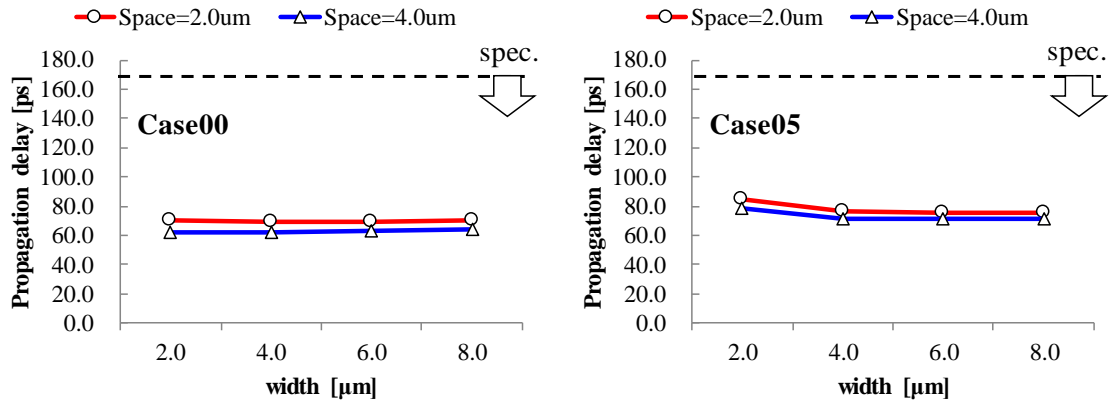 Space=2.0um Space=4.0um
spec.
Propagation delay [ps]
180.0
160.0
140.0
120.0
100.0
80.0
60.0
40.0
20.0
0.0
Case00
2.0 4.0 6.0 8.0
width [µm]
Space=2.0um Space=4.0um
spec.
Propagation delay [ps]
180.0
160.0
140.0
120.0
100.0
80.0
60.0
40.0
20.0
0.0
Case05
2.0 4.0 6.0 8.0
width [µm]